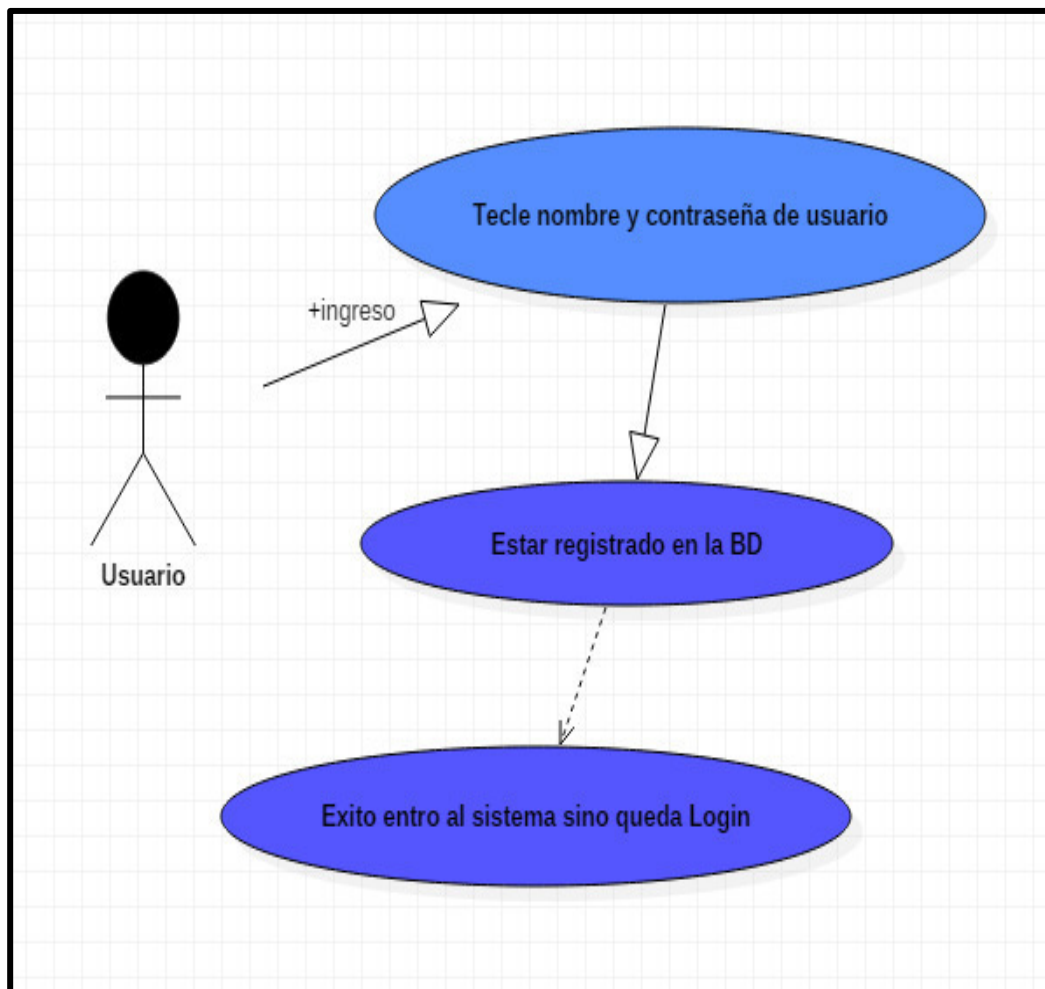 Tecle nombre y contraseña de usuario
+ingreso
Estar registrado en la BD
Usuario
Exito entro al sistema sino queda Login